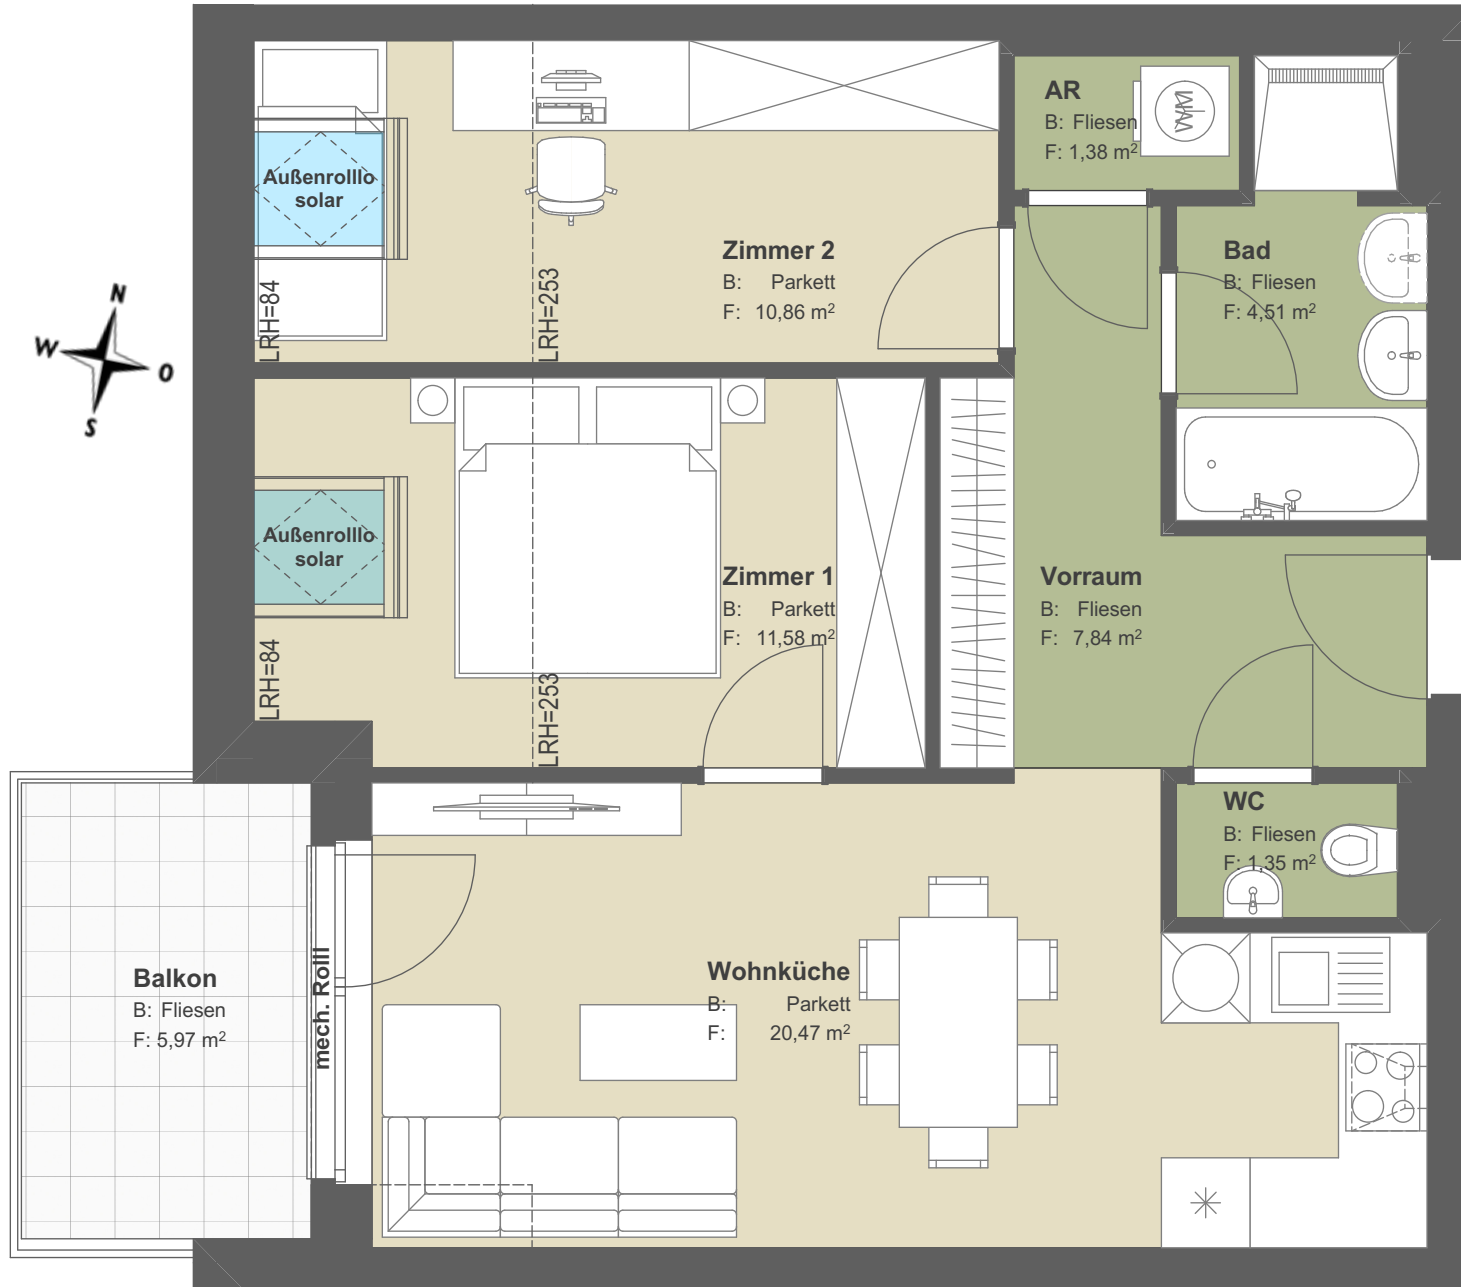 AR
B: Fliesen
F: 1,38 m²
Außenrolllo
solar
Zimmer 2
B: Parkett
F: 10,86 m²
Bad
B: Fliesen
F: 4,51 m²
LRH=84
LRH=253
N
W
O
S
Außenrolllo
solar
Zimmer 1
B: Parkett
F: 11,58 m²
Vorraum
B: Fliesen
F: 7,84 m²
LRH=84
LRH=253
WC
B: Fliesen
F: 1,35 m²
Balkon
B: Fliesen
F: 5,97 m²
mech. Rolll
Wohnküche
B: Parkett
F: 20,47 m²